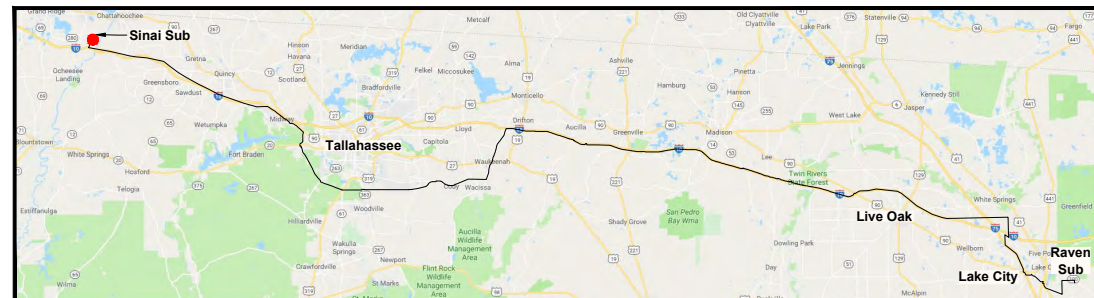 Grand Ridge
Chattahoochee
Metcalf
Old Clyattville
Lake Park
Statenville
Fargo
Sinai Sub
Clyattville
Hinson
Meridian
Alma
Ashville
Jennings
Ocheesee
Landing
Gretna
Havana
Felkel
Miccosukee
Pinetta
Quincy
Scotland
Bradfordville
Hamburg
Hanson
Kennedy Still
Greensboro
Sawdust
Monticello
Jasper
Wetumpka
Midway
Lloyd
Drifton
Aucilla
Greenville
Madison
West Lake
Blountstown
White Springs
Fort Braden
Tallahassee
Capitola
Lee
Hosford
Waukeenah
Twin Rivers
State Forest
Telogia
Cody
Wacissa
White Springs
Estiffanulga
Woodville
San Pedro
Bay Wma
Live Oak
Greenfield
Hilliardville
Shady Grove
Aucilla
Wildlife
Management
Area
Dowling Park
Wellborn
Raven
Sub
Wakulla
Springs
Lake City
Wilma
Crawfordville
Newport
Flint Rock
Wildlife
Management
Area
Day
St Marks
McAlpin